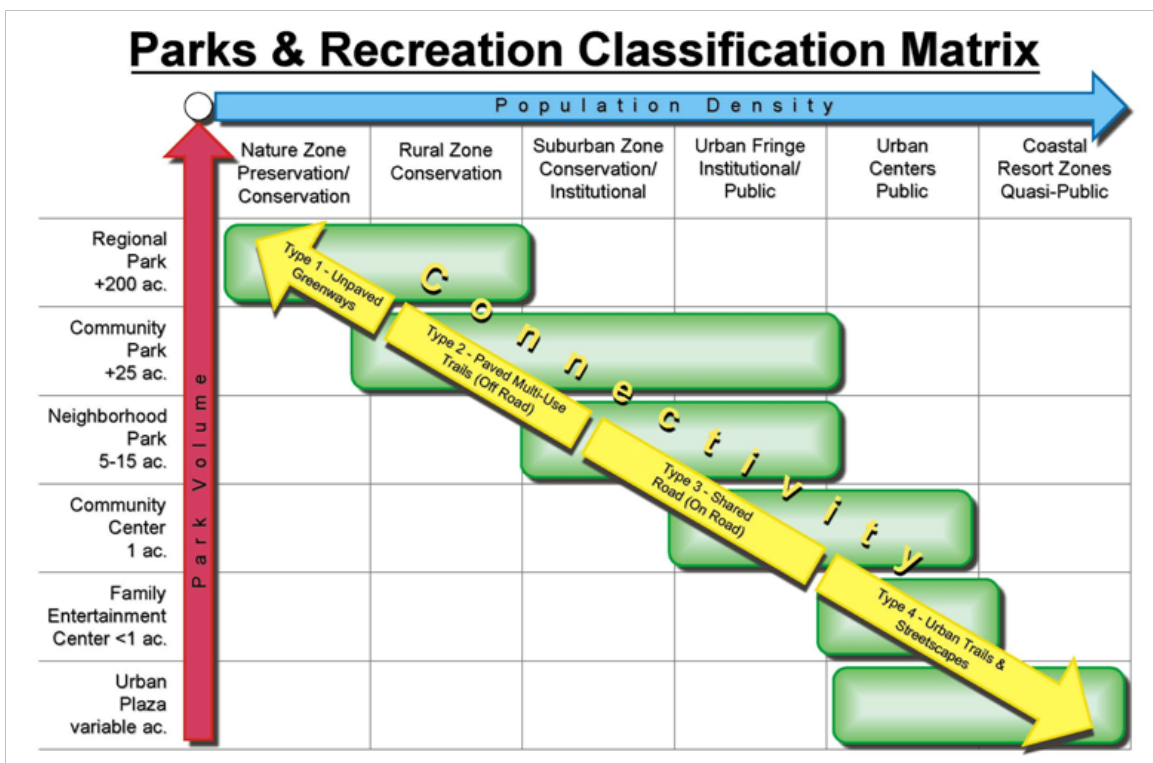 Parks & Recreation Classification Matrix
Population Density
Nature Zone
Preservation/
Conservation
Rural Zone
Conservation
Suburban Zone
Conservation/
Institutional
Urban Fringe
Institutional/
Public
Urban
Centers
Public
Coastal
Resort Zones
Quasi-Public
Park Volume
Regional
Park
+200 ac.
Community
Park
+25 ac.
Neighborhood
Park
5-15 ac.
Community
Center
1 ac.
Family
Entertainment
Center <1 ac.
Urban
Plaza
variable ac.
Connectivity
Type 1 - Unpaved
Greenways
Type 2 - Paved Multi-Use
Trails (Off Road)
Type 3 - Shared
Road (On Road)
Type 4 - Urban Trails &
Streetscapes